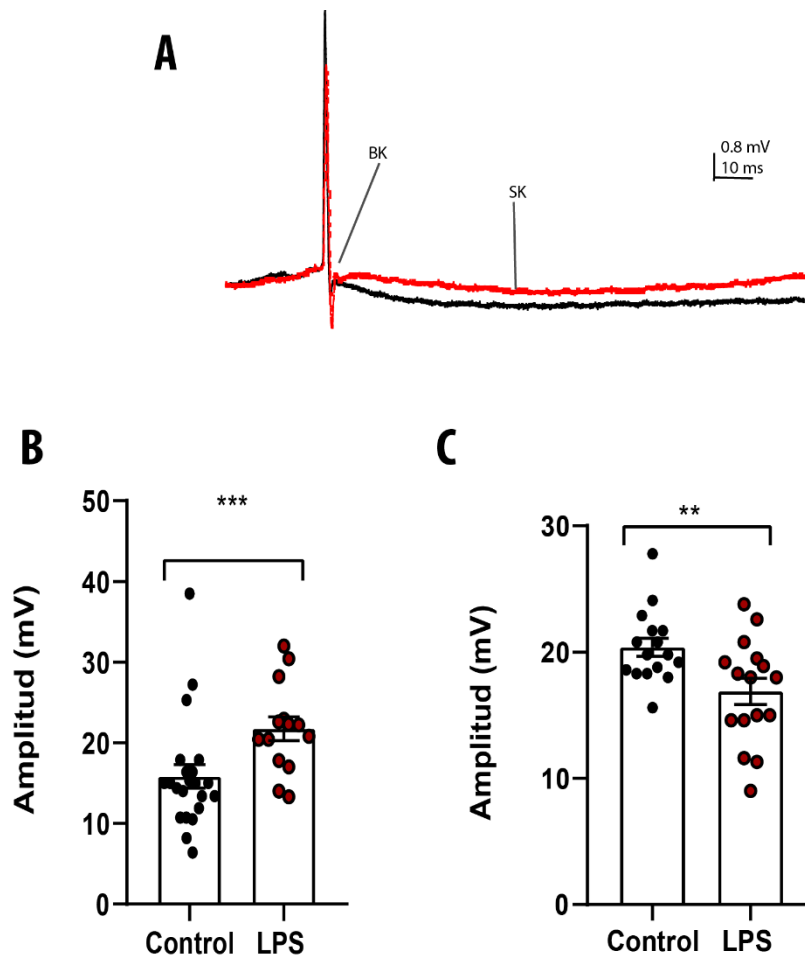 A
BK
SK
0.8 mV
10 ms
B
Amplitud (mV)
50
40
30
20
10
0
***
Control
LPS
C
Amplitud (mV)
30
20
10
0
**
Control
LPS